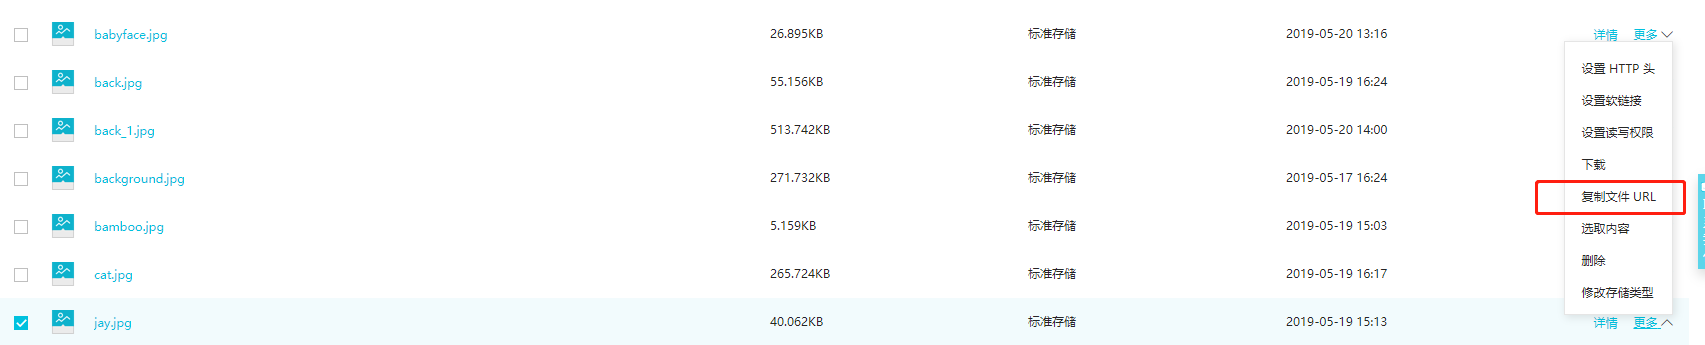 babyface.jpg 26.895KB 标准存储 2019-05-20 13:16 详情 更多
back.jpg 55.156KB 标准存储 2019-05-19 16:24
back_1.jpg 513.742KB 标准存储 2019-05-20 14:00
background.jpg 271.732KB 标准存储 2019-05-17 16:24
bamboo.jpg 5.159KB 标准存储 2019-05-19 15:03
cat.jpg 265.724KB 标准存储 2019-05-19 16:17
jay.jpg 40.062KB 标准存储 2019-05-19 15:13 详情 更多
设置 HTTP 头
设置软链接
设置读写权限
下载
复制文件 URL
选取内容
删除
修改存储类型